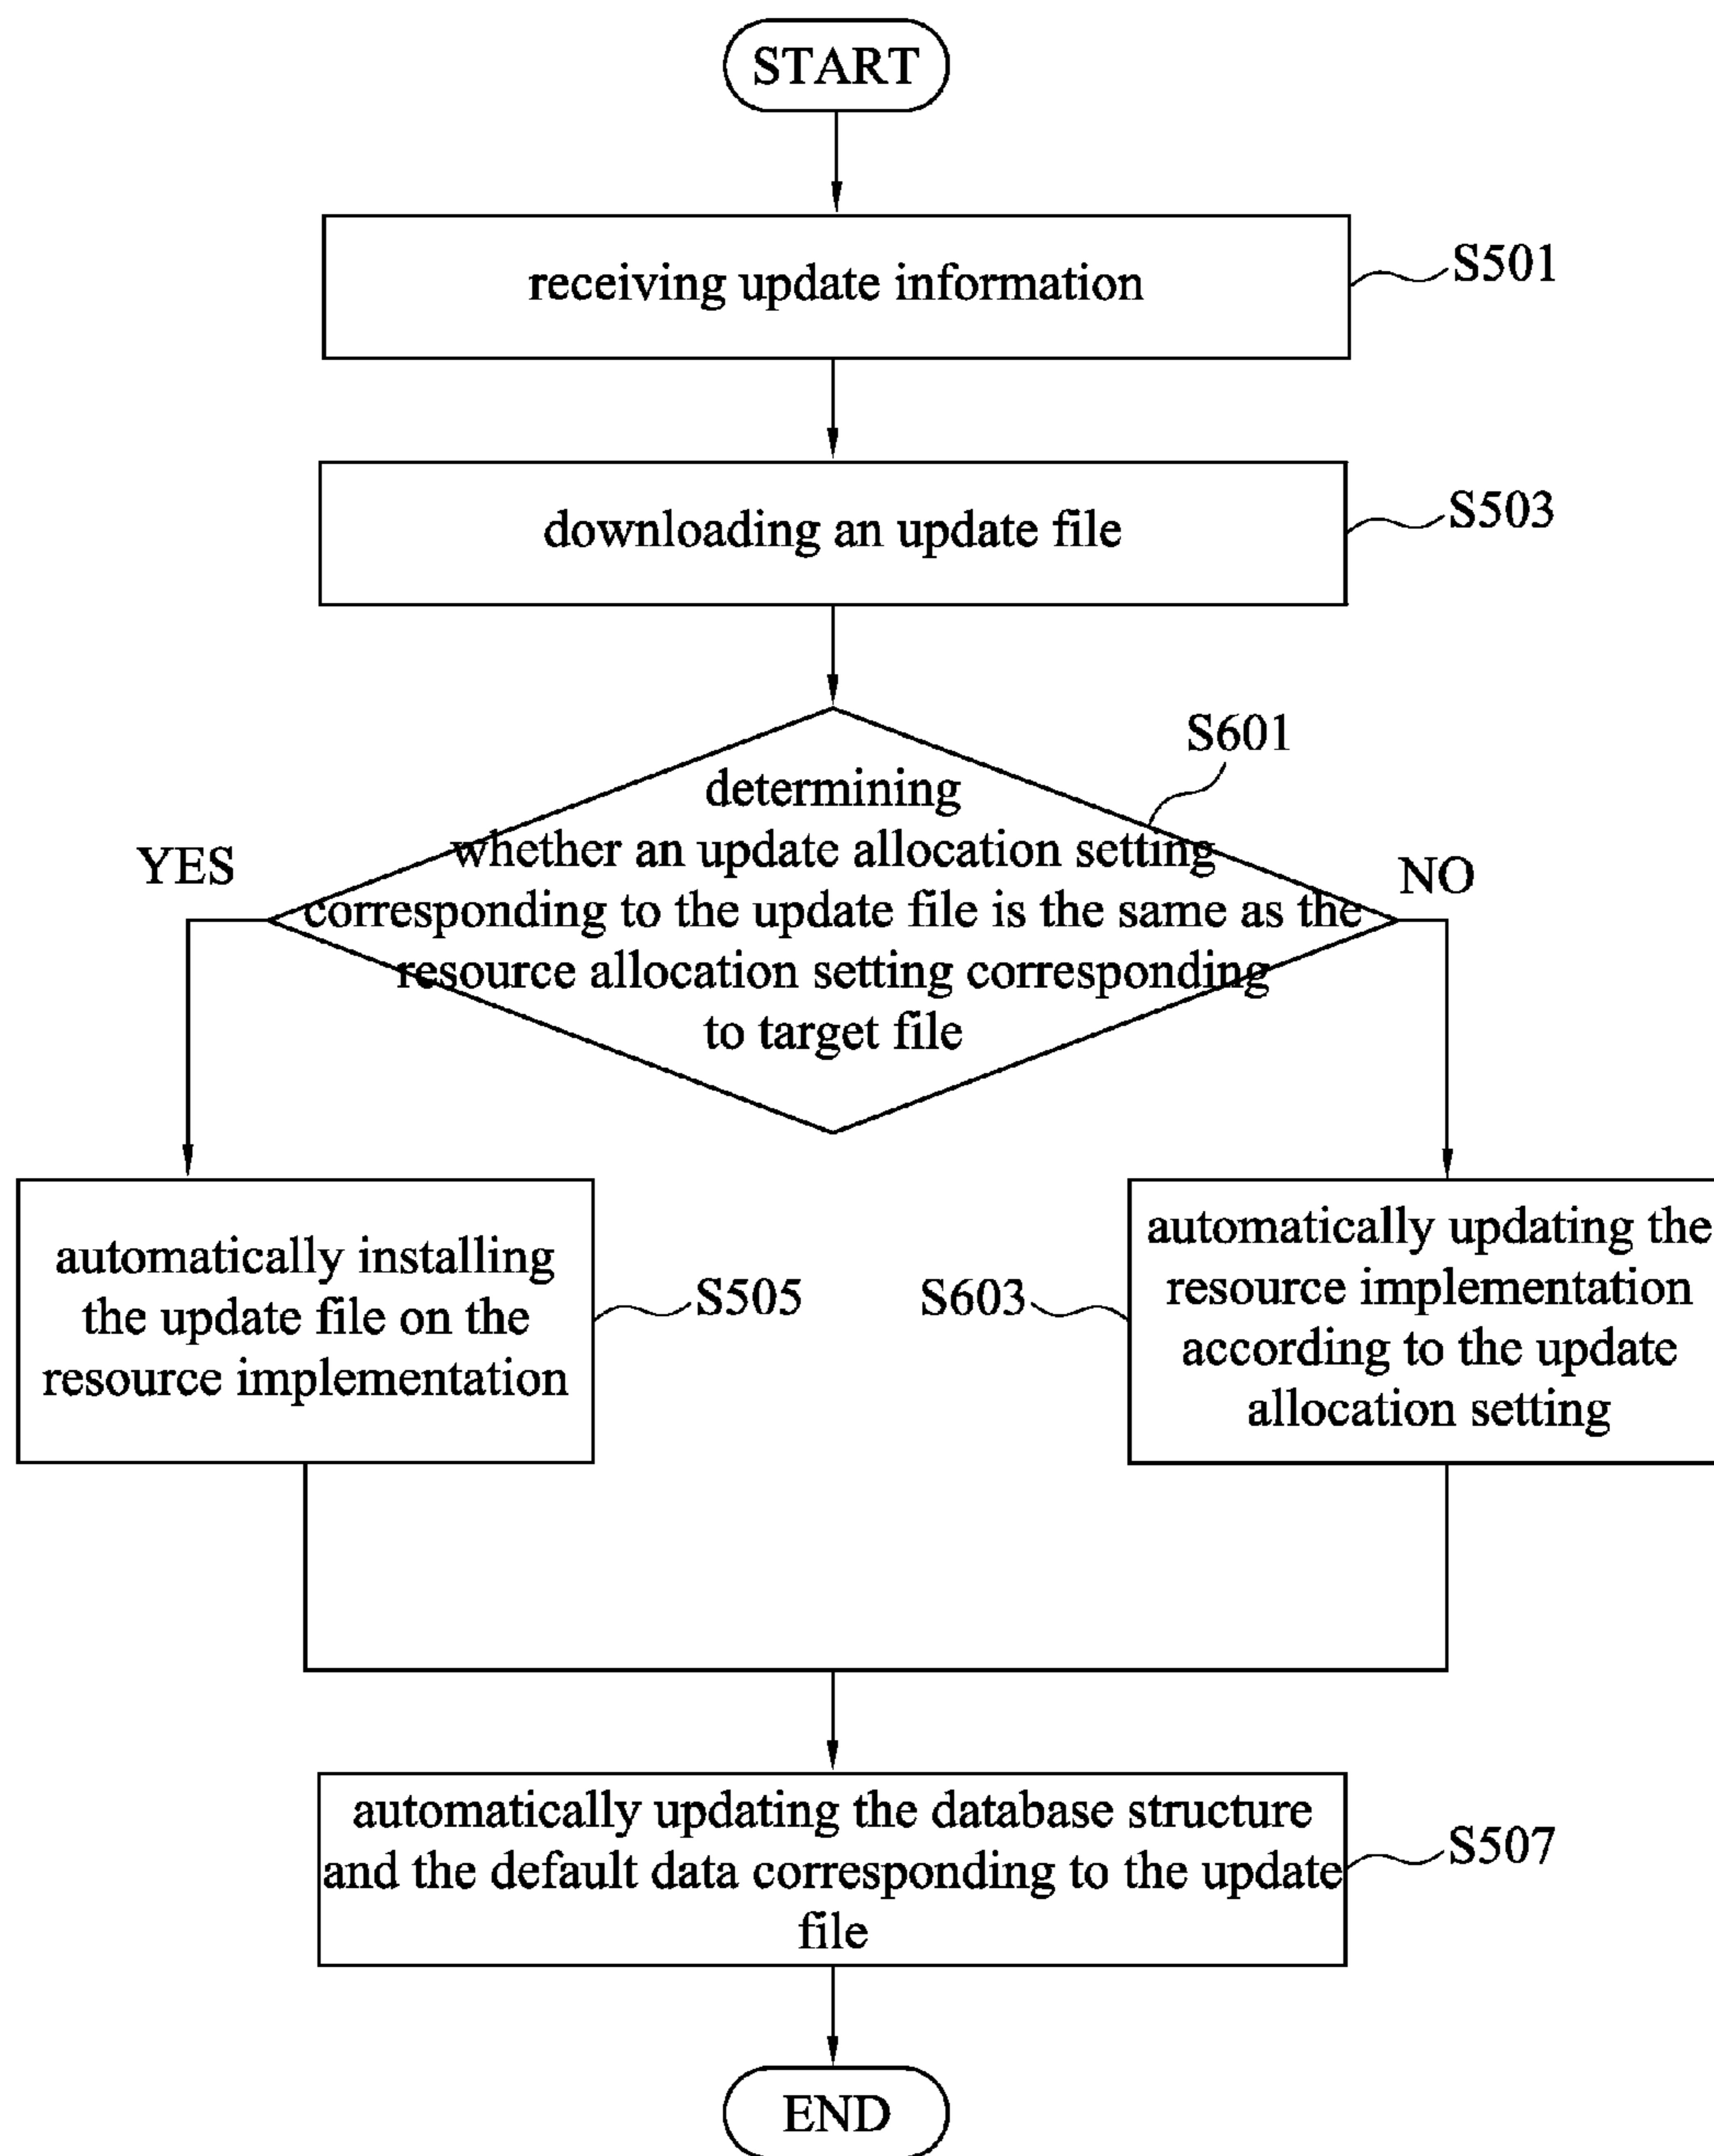 START
receiving update information
S501
downloading an update file
S503
S601
determining
whether an update allocation setting
corresponding to the update file is the same as the
resource allocation setting corresponding
to target file
YES
NO
automatically installing
the update file on the
resource implementation
S505
S603
automatically updating the
resource implementation
according to the update
allocation setting
automatically updating the database structure
and the default data corresponding to the update
file
S507
END